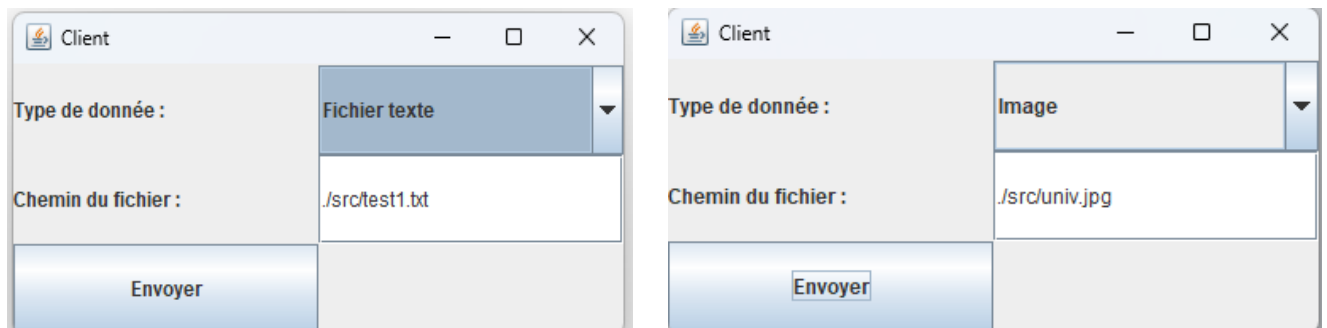 Client
Type de donnée :
Fichier texte
Chemin du fichier :
./src/test1.txt
Envoyer
Client
Type de donnée :
Image
Chemin du fichier :
./src/univ.jpg
Envoyer